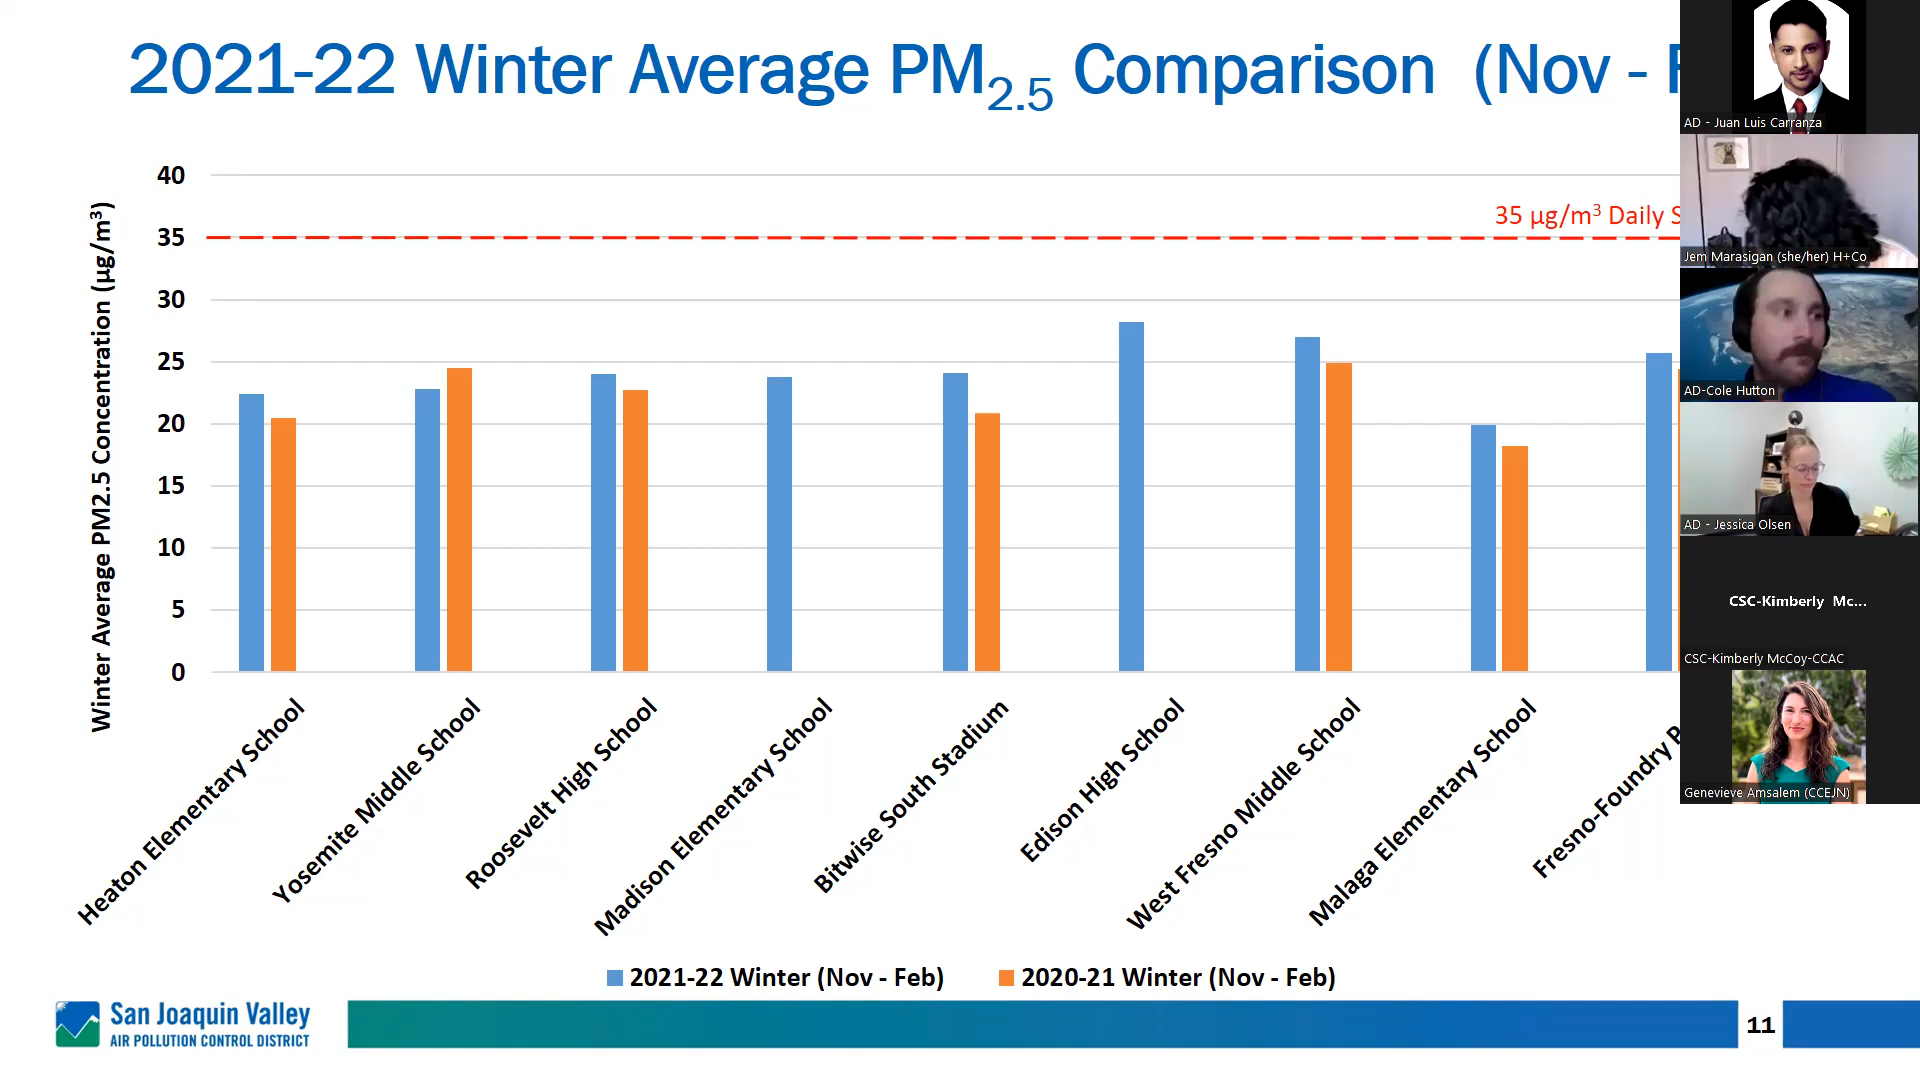 2021-22 Winter Average PM2.5 Comparison (Nov - F
40
35
30
25
20
15
10
5
0
Winter Average PM2.5 Concentration (µg/m³)
35 µg/m³ Daily S
Heaton Elementary School
Yosemite Middle School
Roosevelt High School
Madison Elementary School
Bitwise South Stadium
Edison High School
West Fresno Middle School
Malaga Elementary School
Fresno-Foundry P
2021-22 Winter (Nov - Feb)
2020-21 Winter (Nov - Feb)
San Joaquin Valley
AIR POLLUTION CONTROL DISTRICT
11
AD - Juan Luis Carranza
Jem Marasigan (she/her) H+Co
AD-Cole Hutton
AD - Jessica Olsen
CSC-Kimberly Mc...
CSC-Kimberly McCoy-CCAC
Genevieve Amsalem (CCEJN)